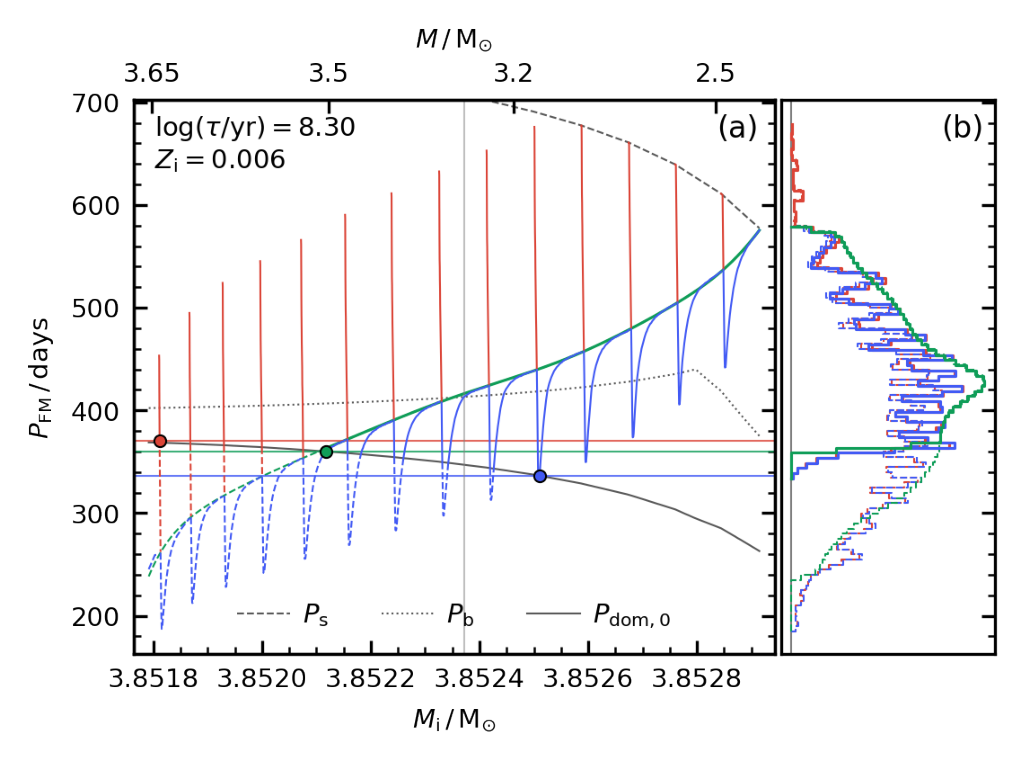 M / M☉
3.65 3.5 3.2 2.5
700
log(τ/yr) = 8.30
Zᵢ = 0.006
(a)
(b)
600
500
400
300
200
P_FM / days
P_s P_b P_dom, 0
3.8518 3.8520 3.8522 3.8524 3.8526 3.8528
Mᵢ / M☉